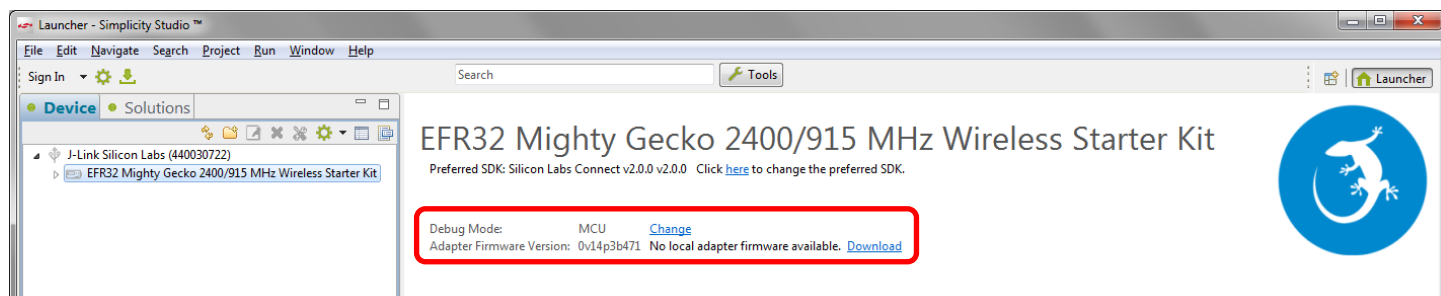 Launcher - Simplicity Studio ™
File Edit Navigate Search Project Run Window Help
Sign In Search Tools Launcher
Device Solutions
J-Link Silicon Labs (440030722)
EFR32 Mighty Gecko 2400/915 MHz Wireless Starter Kit
EFR32 Mighty Gecko 2400/915 MHz Wireless Starter Kit
Preferred SDK: Silicon Labs Connect v2.0.0 v2.0.0 Click here to change the preferred SDK.
Debug Mode: MCU Change
Adapter Firmware Version: 0v14p3b471 No local adapter firmware available. Download